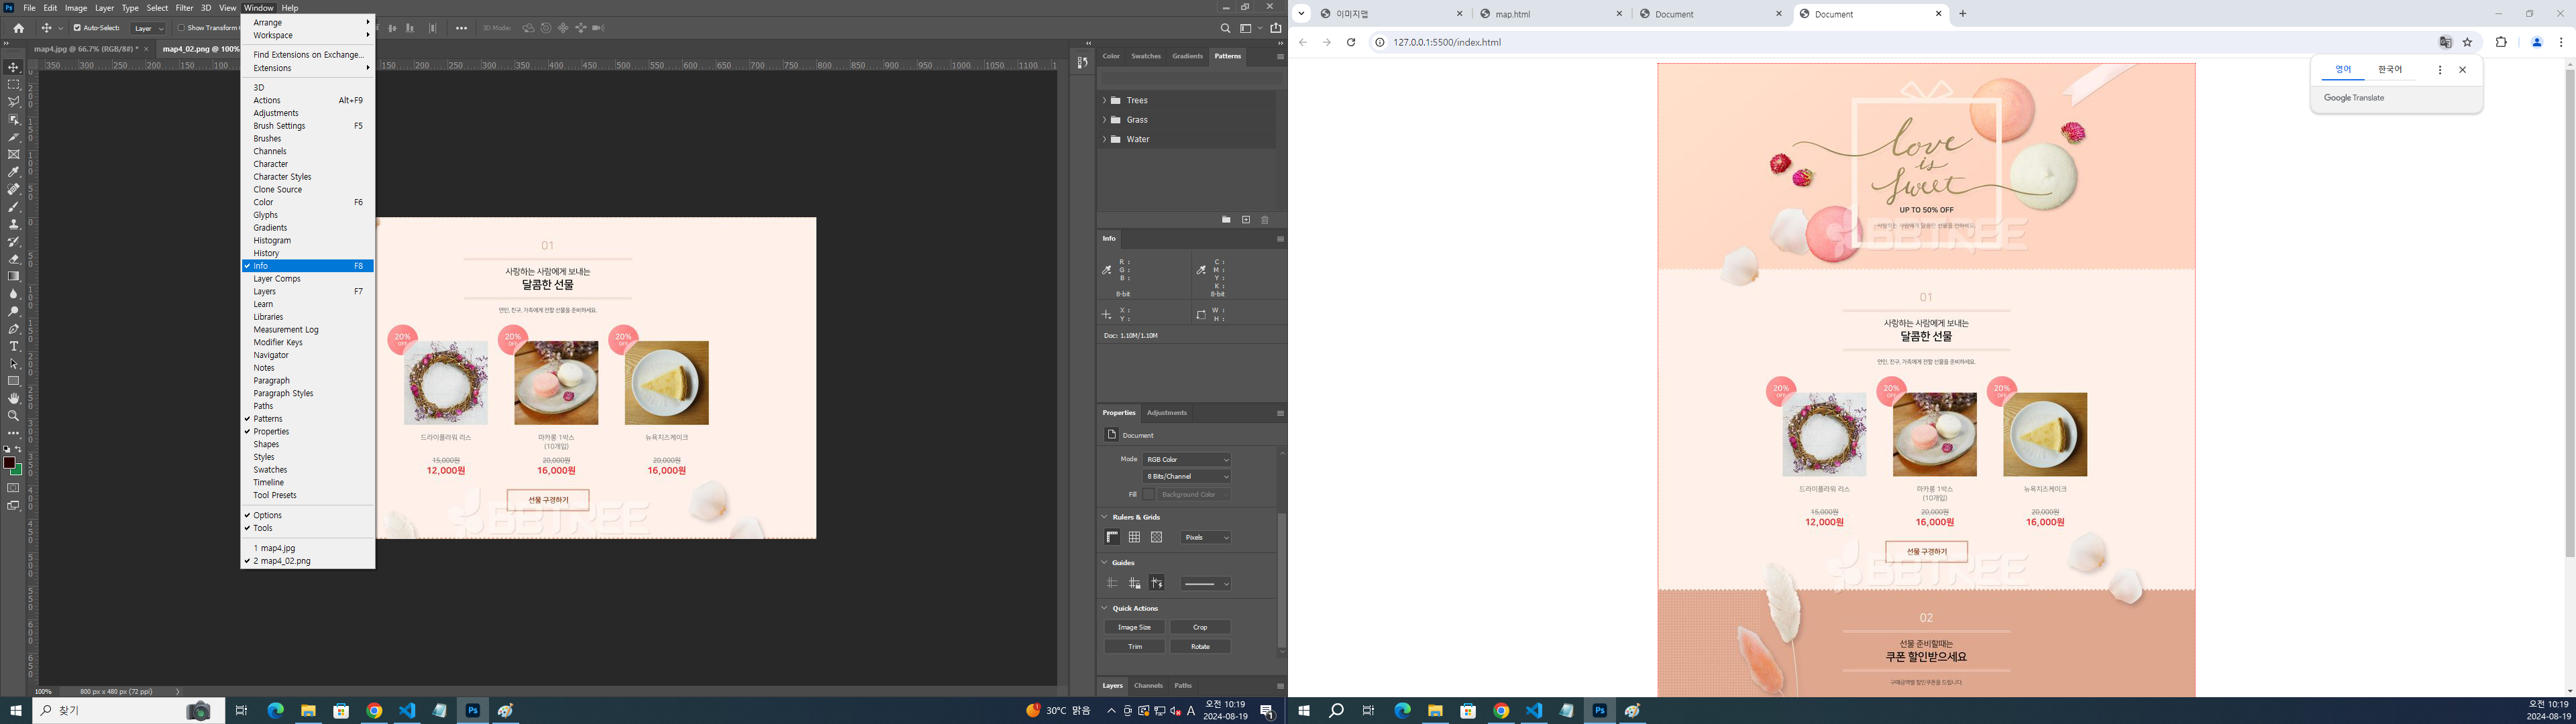 File Edit Image Layer Type Select Filter 3D View Window Help
Auto-Select: Layer Show Transform 3D Mode:
map4.jpg @ 66.7% (RGB/8#) * × map4_02.png @ 100%
Arrange
Workspace
Find Extensions on Exchange...
Extensions
3D
Actions Alt+F9
Adjustments
Brush Settings F5
Brushes
Channels
Character
Character Styles
Clone Source
Color F6
Glyphs
Gradients
Histogram
History
Info F8
Layer Comps
Layers F7
Learn
Libraries
Measurement Log
Modifier Keys
Navigator
Notes
Paragraph
Paragraph Styles
Paths
Patterns
Properties
Shapes
Styles
Swatches
Timeline
Tool Presets
Options
Tools
1 map4.jpg
2 map4_02.png
01
사랑하는 사람에게 보내는
달콤한 선물
연인, 친구, 가족에게 전할 선물을 준비하세요.
20% OFF 20% OFF 20% OFF
드라이플라워 리스 마카롱 1박스 뉴욕치즈케이크
(10개입)
15,000원 20,000원 20,000원
12,000원 16,000원 16,000원
선물 구경하기
BBTREE
100% 800 px x 480 px (72 ppi)
Color Swatches Gradients Patterns
Trees
Grass
Water
Info
R : C :
G : M :
B : Y :
K :
8-bit 8-bit
X : W :
Y : H :
Doc: 1.10M/1.10M
Properties Adjustments
Document
Mode RGB Color
8 Bits/Channel
Fill Background Color
Rulers & Grids
Pixels
Guides
Quick Actions
Image Size Crop
Trim Rotate
Layers Channels Paths
찾기
30°C 맑음 A 오전 10:19
2024-08-19
이미지맵 map.html Document Document
127.0.0.1:5500/index.html
영어 한국어
Google Translate
love
is
sweet
UP TO 50% OFF
BBTREE
01
사랑하는 사람에게 보내는
달콤한 선물
연인, 친구, 가족에게 전할 선물을 준비하세요.
20% OFF 20% OFF 20% OFF
드라이플라워 리스 마카롱 1박스 뉴욕치즈케이크
(10개입)
15,000원 20,000원 20,000원
12,000원 16,000원 16,000원
선물 구경하기
BBTREE
02
선물 준비할때는
쿠폰 할인받으세요
구매금액별 할인쿠폰을 드립니다.
오전 10:19
2024-08-19